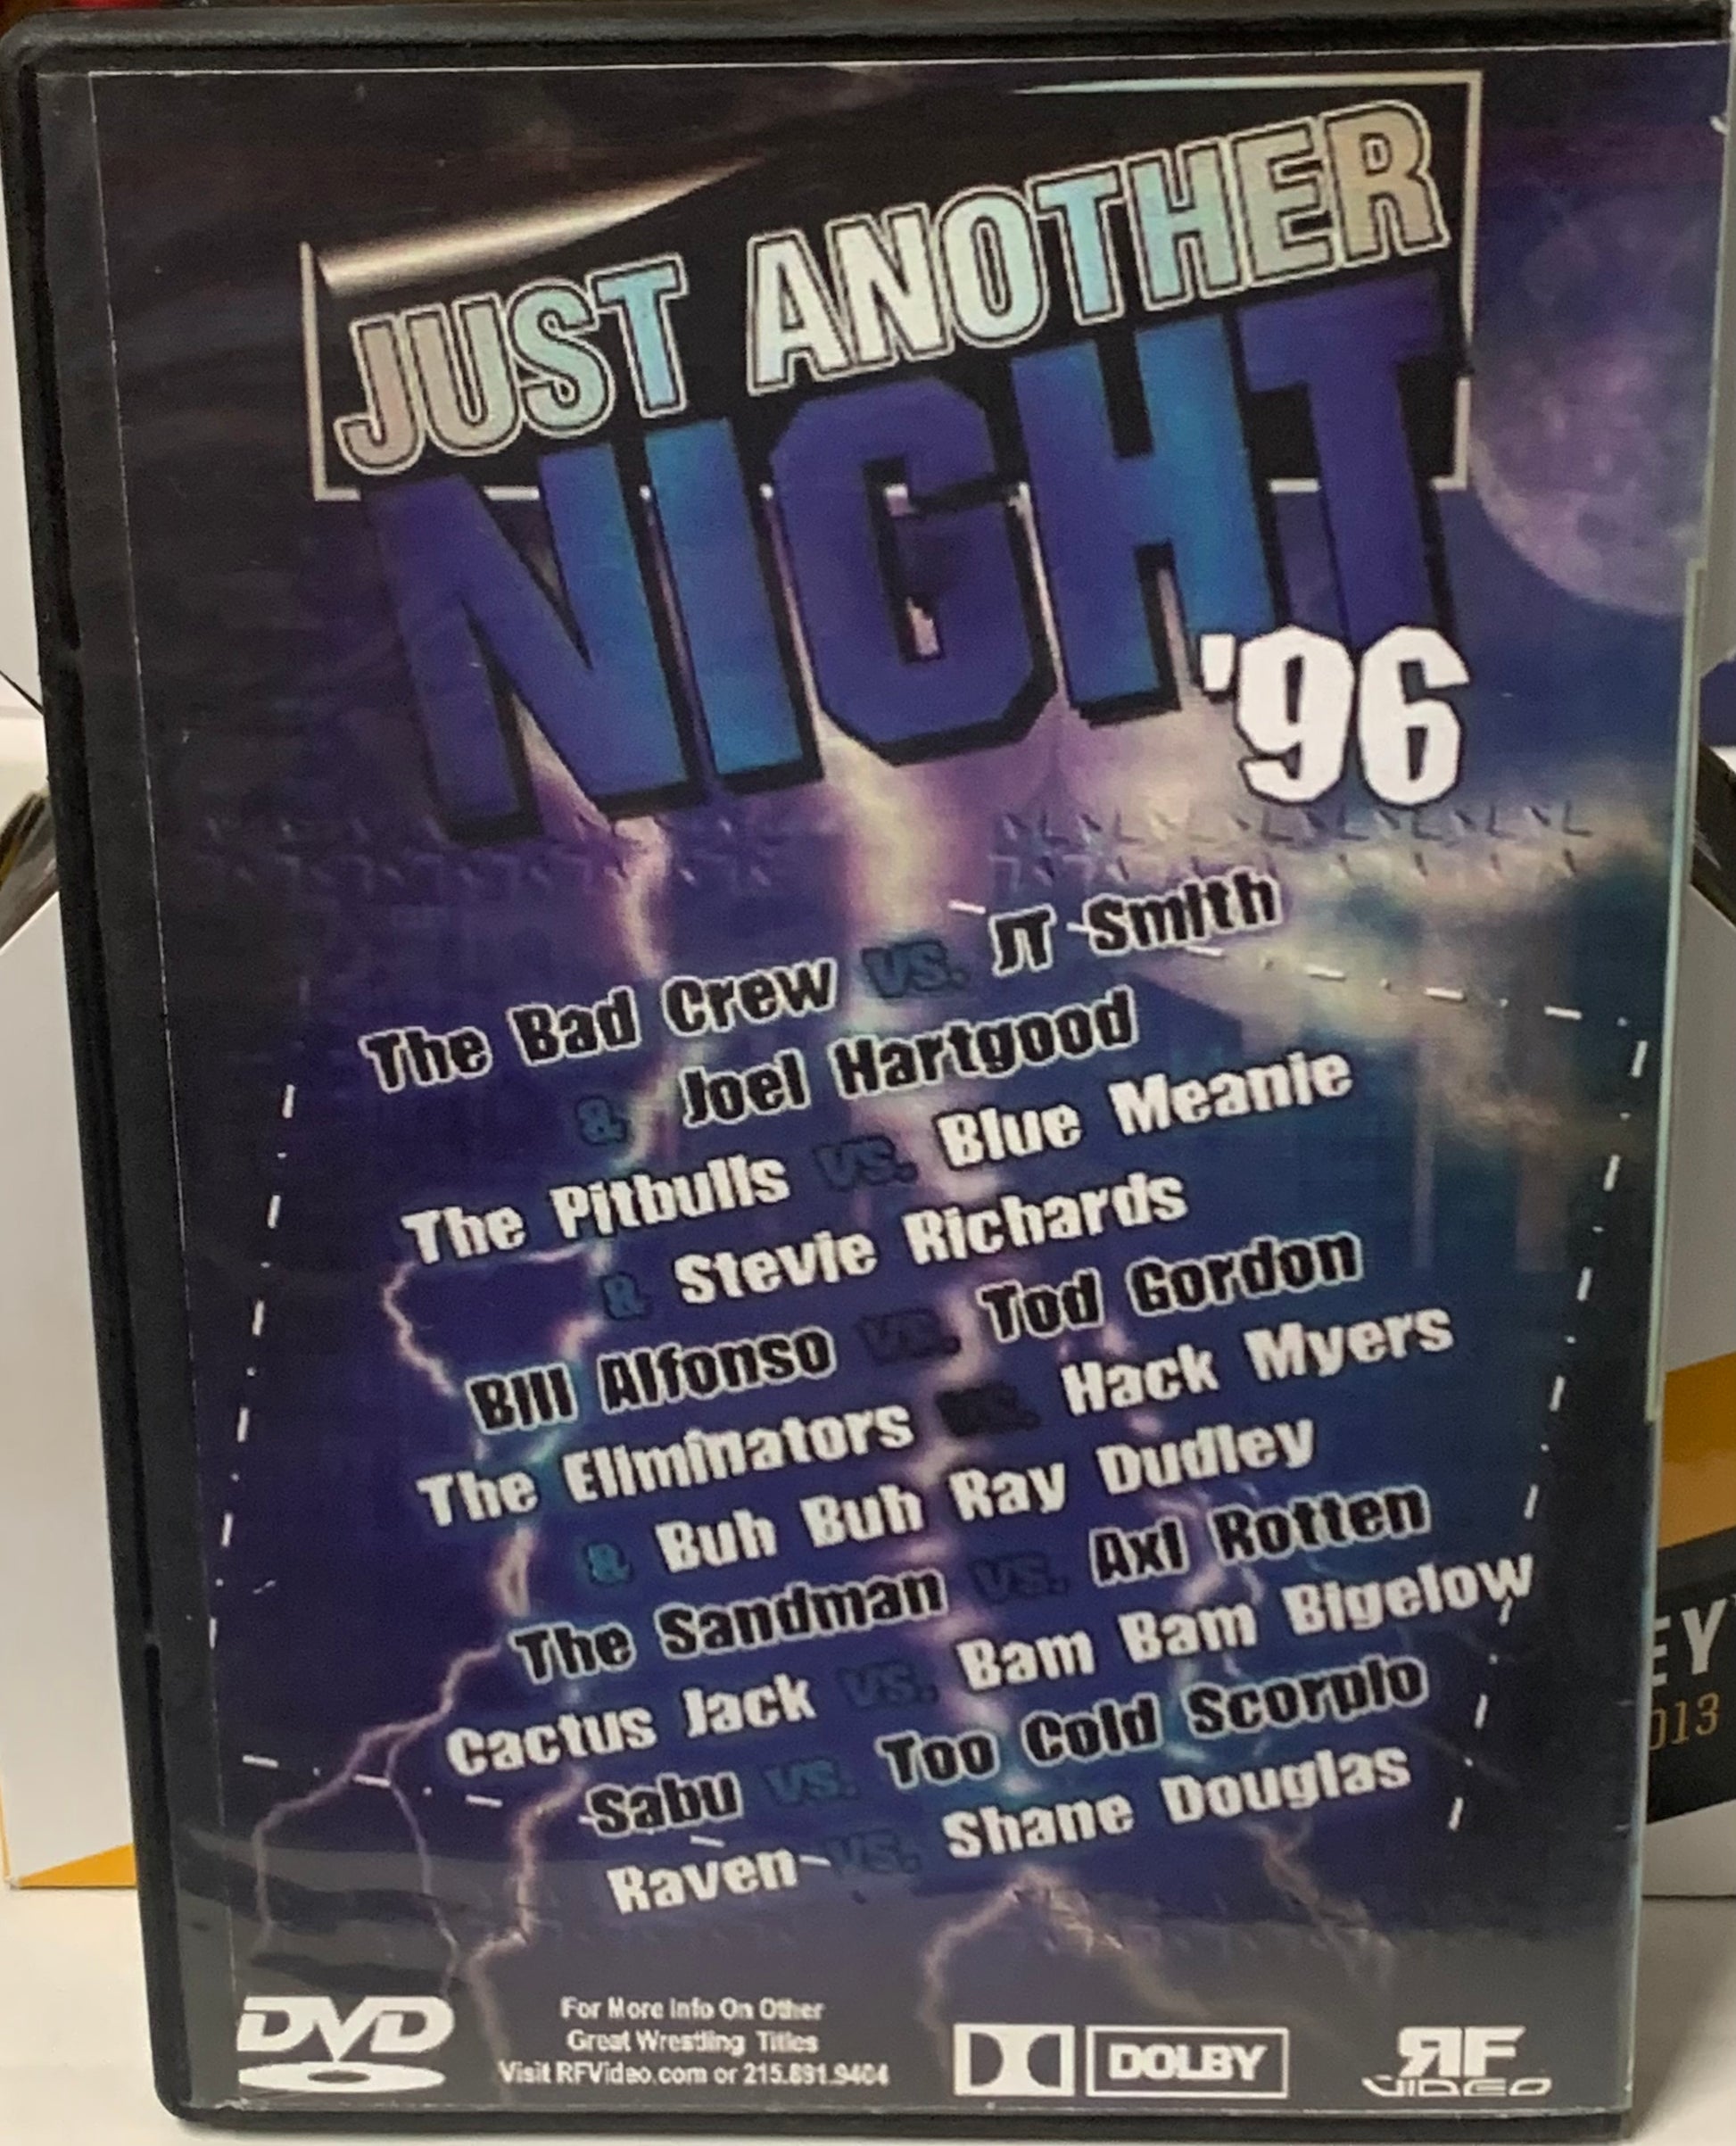 JUST ANOTHER
NIGHT
'96
The Bad Crew vs. JT Smith
& Joel Hartgood
The Pitbulls vs. Blue Meanie
& Stevie Richards
Bill Alfonso vs. Tod Gordon
The Eliminators vs. Hack Myers
& Buh Buh Ray Dudley
The Sandman vs. Axl Rotten
Cactus Jack vs. Bam Bam Bigelow
Sabu vs. Too Cold Scorpio
Raven vs. Shane Douglas
DVD
For More Info On Other
Great Wrestling Titles
Visit RFVideo.com or 215.891.9404
DOLBY
RF
VIDEO
EY
013